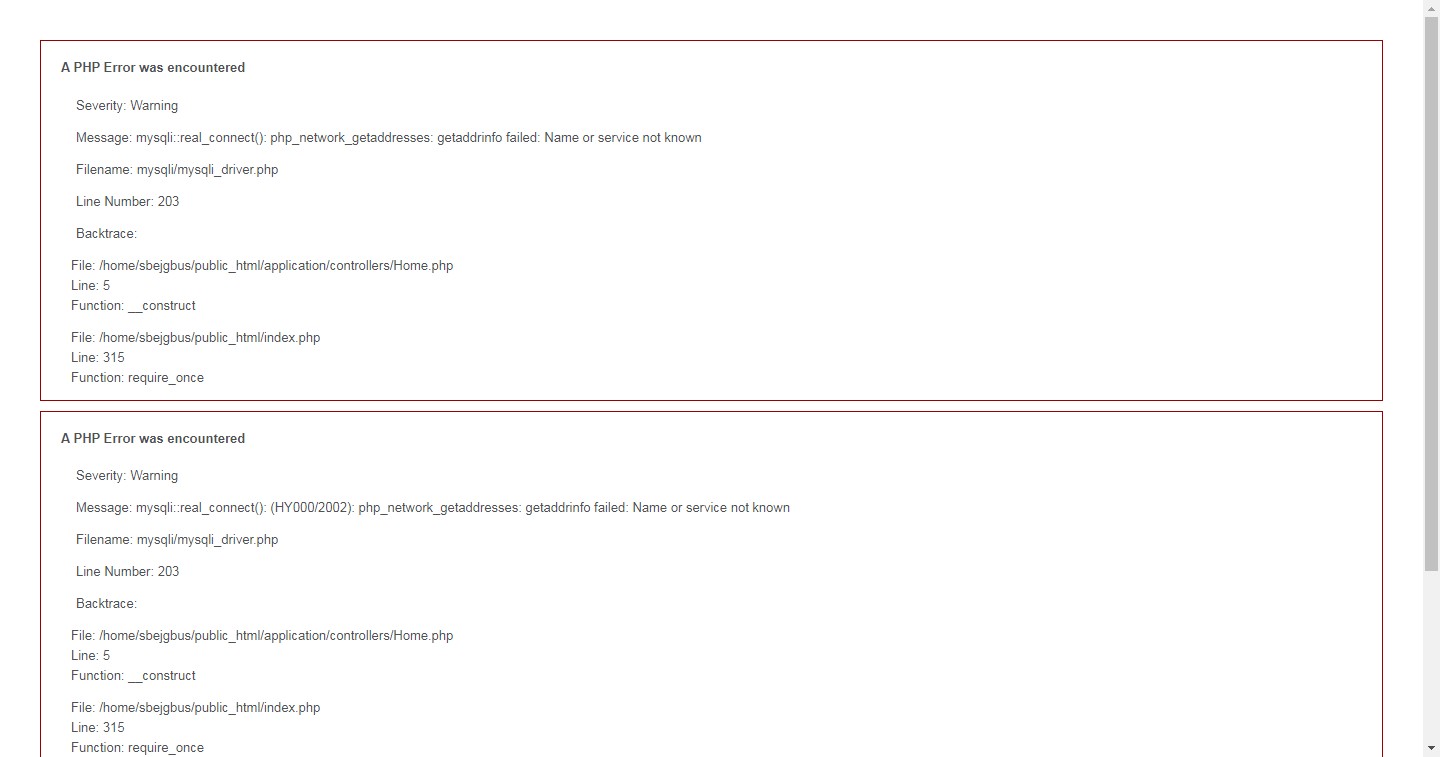 A PHP Error was encountered
Severity: Warning
Message: mysqli::real_connect(): php_network_getaddresses: getaddrinfo failed: Name or service not known
Filename: mysqli/mysqli_driver.php
Line Number: 203
Backtrace:
File: /home/sbejgbus/public_html/application/controllers/Home.php
Line: 5
Function: __construct
File: /home/sbejgbus/public_html/index.php
Line: 315
Function: require_once
A PHP Error was encountered
Severity: Warning
Message: mysqli::real_connect(): (HY000/2002): php_network_getaddresses: getaddrinfo failed: Name or service not known
Filename: mysqli/mysqli_driver.php
Line Number: 203
Backtrace:
File: /home/sbejgbus/public_html/application/controllers/Home.php
Line: 5
Function: __construct
File: /home/sbejgbus/public_html/index.php
Line: 315
Function: require_once